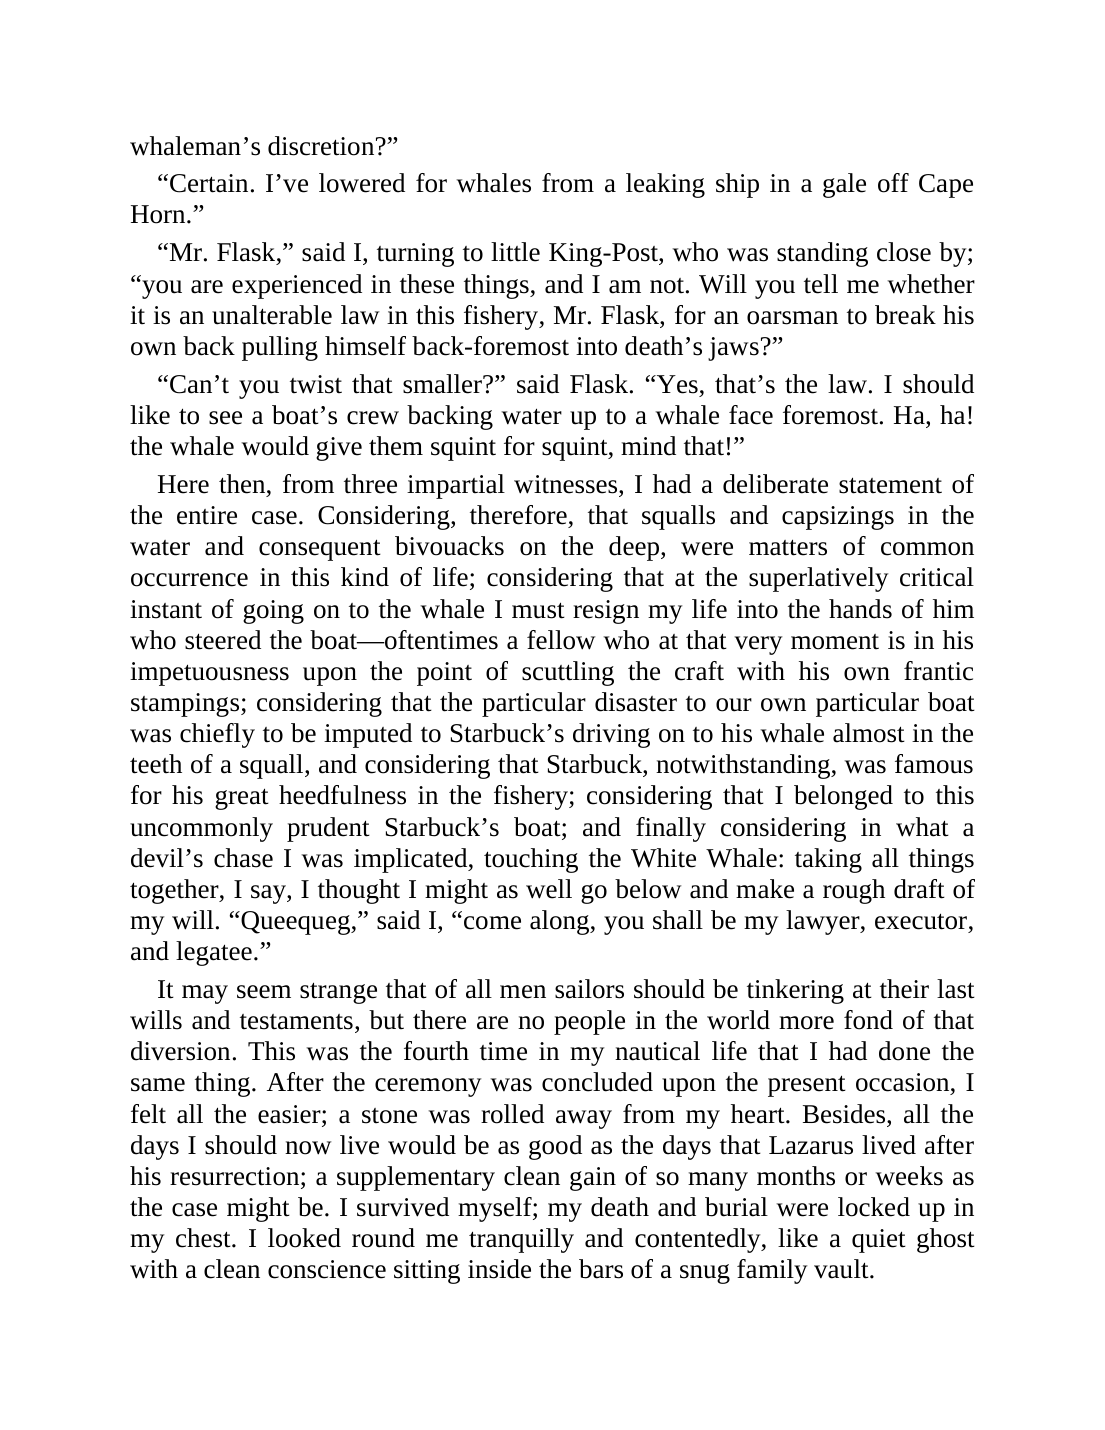 whaleman’s discretion?”
“Certain. I’ve lowered for whales from a leaking ship in a gale off Cape
Horn.”
“Mr. Flask,” said I, turning to little King-Post, who was standing close by;
“you are experienced in these things, and I am not. Will you tell me whether
it is an unalterable law in this fishery, Mr. Flask, for an oarsman to break his
own back pulling himself back-foremost into death’s jaws?”
“Can’t you twist that smaller?” said Flask. “Yes, that’s the law. I should
like to see a boat’s crew backing water up to a whale face foremost. Ha, ha!
the whale would give them squint for squint, mind that!”
Here then, from three impartial witnesses, I had a deliberate statement of
the entire case. Considering, therefore, that squalls and capsizings in the
water and consequent bivouacks on the deep, were matters of common
occurrence in this kind of life; considering that at the superlatively critical
instant of going on to the whale I must resign my life into the hands of him
who steered the boat—oftentimes a fellow who at that very moment is in his
impetuousness upon the point of scuttling the craft with his own frantic
stampings; considering that the particular disaster to our own particular boat
was chiefly to be imputed to Starbuck’s driving on to his whale almost in the
teeth of a squall, and considering that Starbuck, notwithstanding, was famous
for his great heedfulness in the fishery; considering that I belonged to this
uncommonly prudent Starbuck’s boat; and finally considering in what a
devil’s chase I was implicated, touching the White Whale: taking all things
together, I say, I thought I might as well go below and make a rough draft of
my will. “Queequeg,” said I, “come along, you shall be my lawyer, executor,
and legatee.”
It may seem strange that of all men sailors should be tinkering at their last
wills and testaments, but there are no people in the world more fond of that
diversion. This was the fourth time in my nautical life that I had done the
same thing. After the ceremony was concluded upon the present occasion, I
felt all the easier; a stone was rolled away from my heart. Besides, all the
days I should now live would be as good as the days that Lazarus lived after
his resurrection; a supplementary clean gain of so many months or weeks as
the case might be. I survived myself; my death and burial were locked up in
my chest. I looked round me tranquilly and contentedly, like a quiet ghost
with a clean conscience sitting inside the bars of a snug family vault.